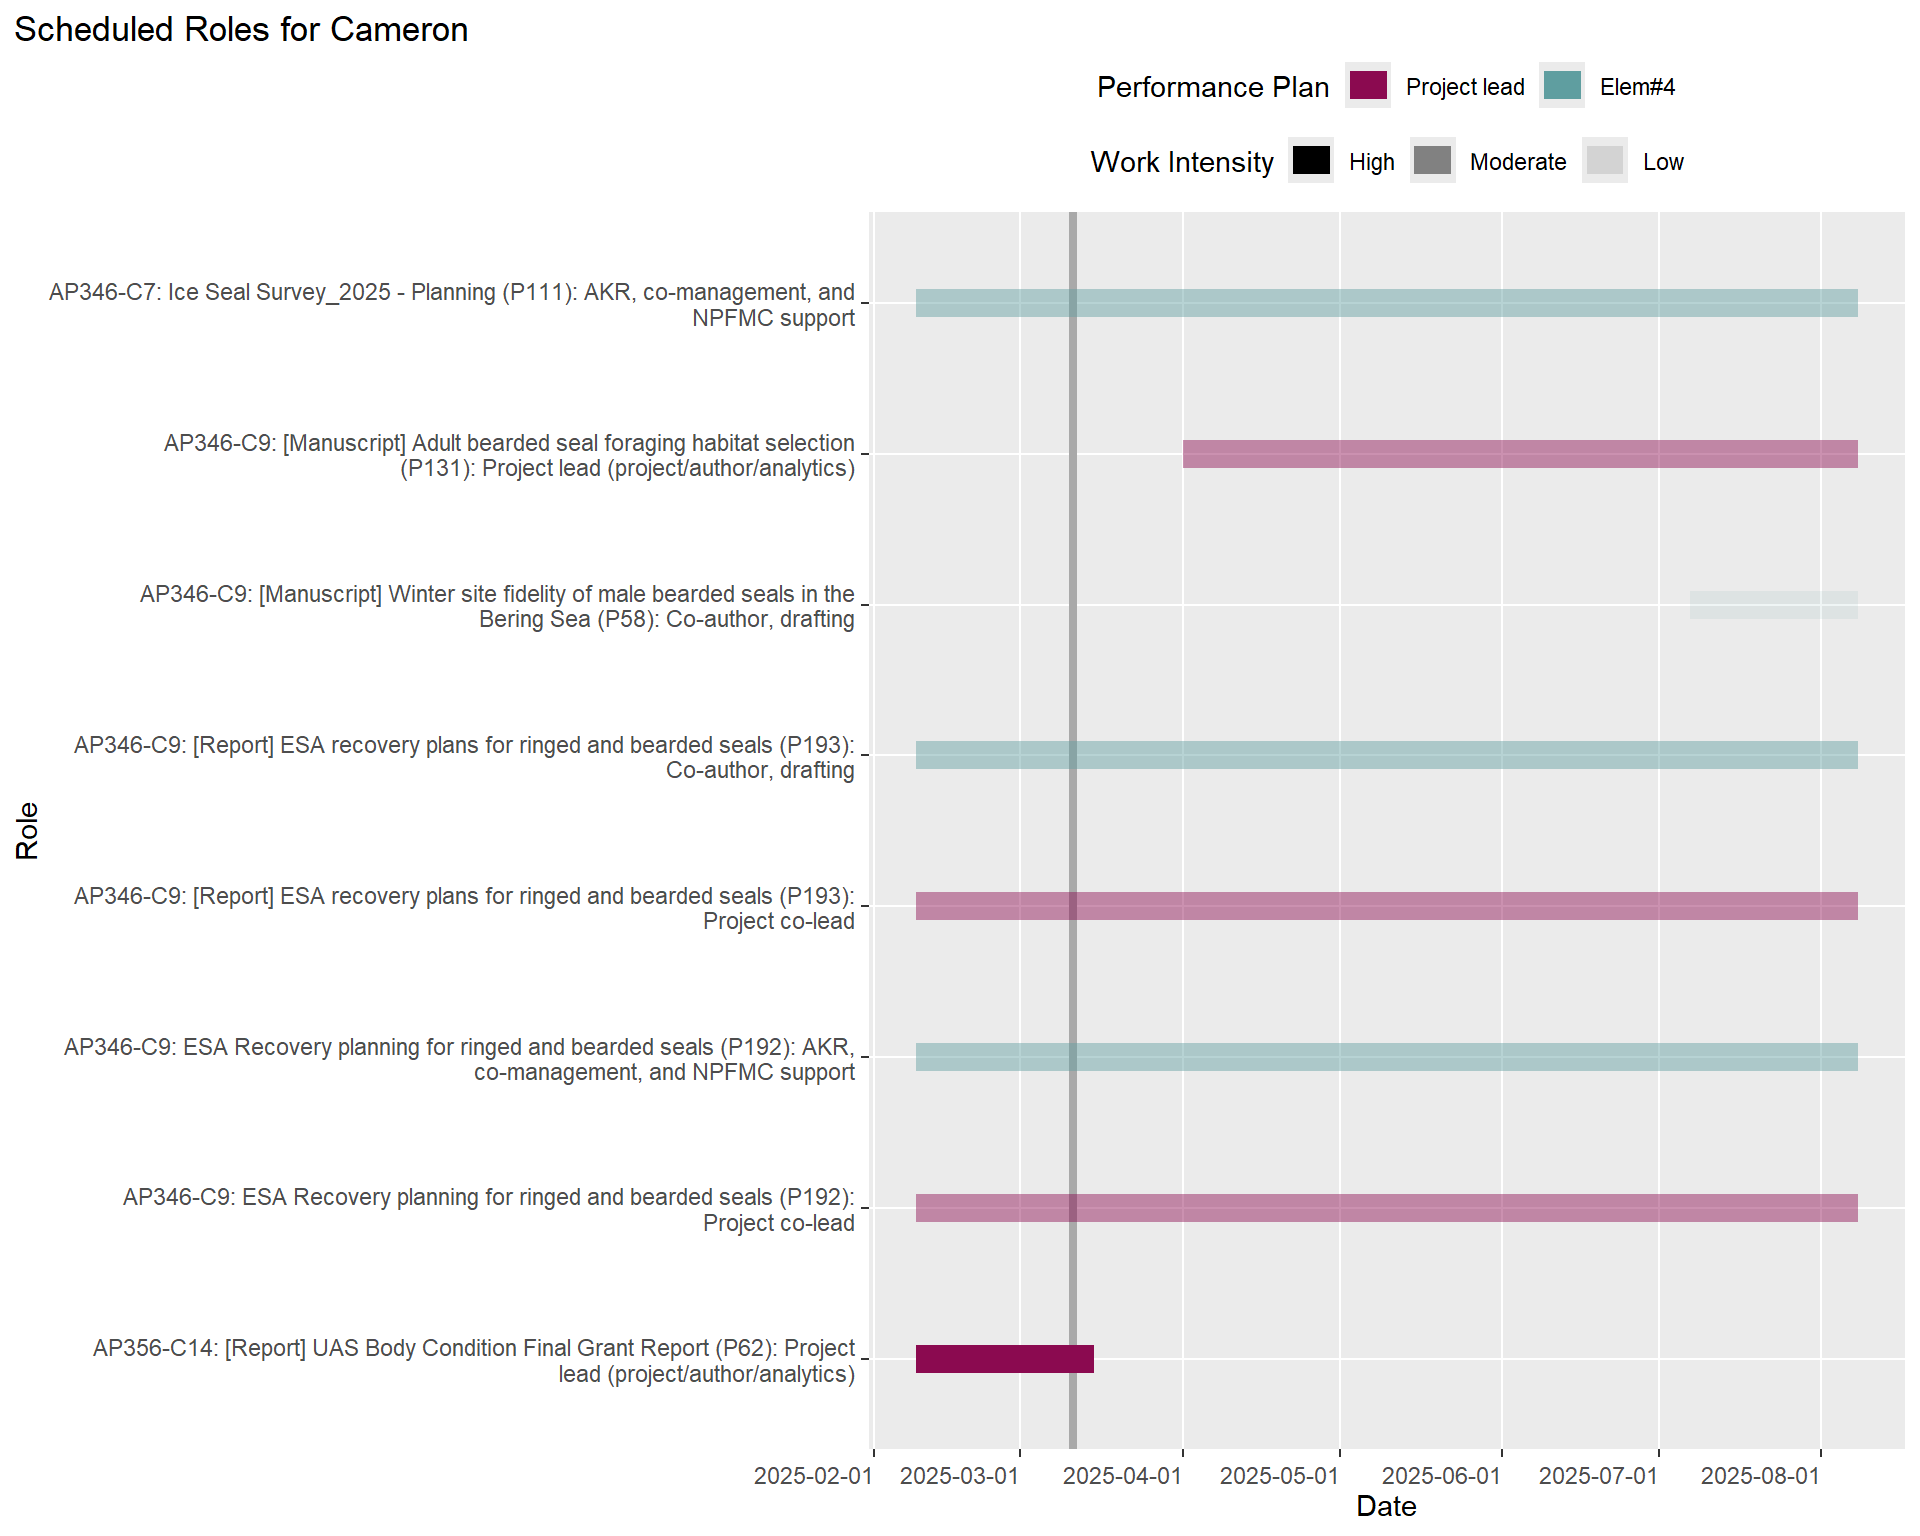 Scheduled Roles for Cameron
Performance Plan Project lead Elem#4
Work Intensity High Moderate Low
AP346-C7: Ice Seal Survey_2025 - Planning (P111): AKR, co-management, and
NPFMC support
AP346-C9: [Manuscript] Adult bearded seal foraging habitat selection
(P131): Project lead (project/author/analytics)
AP346-C9: [Manuscript] Winter site fidelity of male bearded seals in the
Bering Sea (P58): Co-author, drafting
AP346-C9: [Report] ESA recovery plans for ringed and bearded seals (P193):
Co-author, drafting
AP346-C9: [Report] ESA recovery plans for ringed and bearded seals (P193):
Project co-lead
AP346-C9: ESA Recovery planning for ringed and bearded seals (P192): AKR,
co-management, and NPFMC support
AP346-C9: ESA Recovery planning for ringed and bearded seals (P192):
Project co-lead
AP356-C14: [Report] UAS Body Condition Final Grant Report (P62): Project
lead (project/author/analytics)
Role
2025-02-01 2025-03-01 2025-04-01 2025-05-01 2025-06-01 2025-07-01 2025-08-01
Date